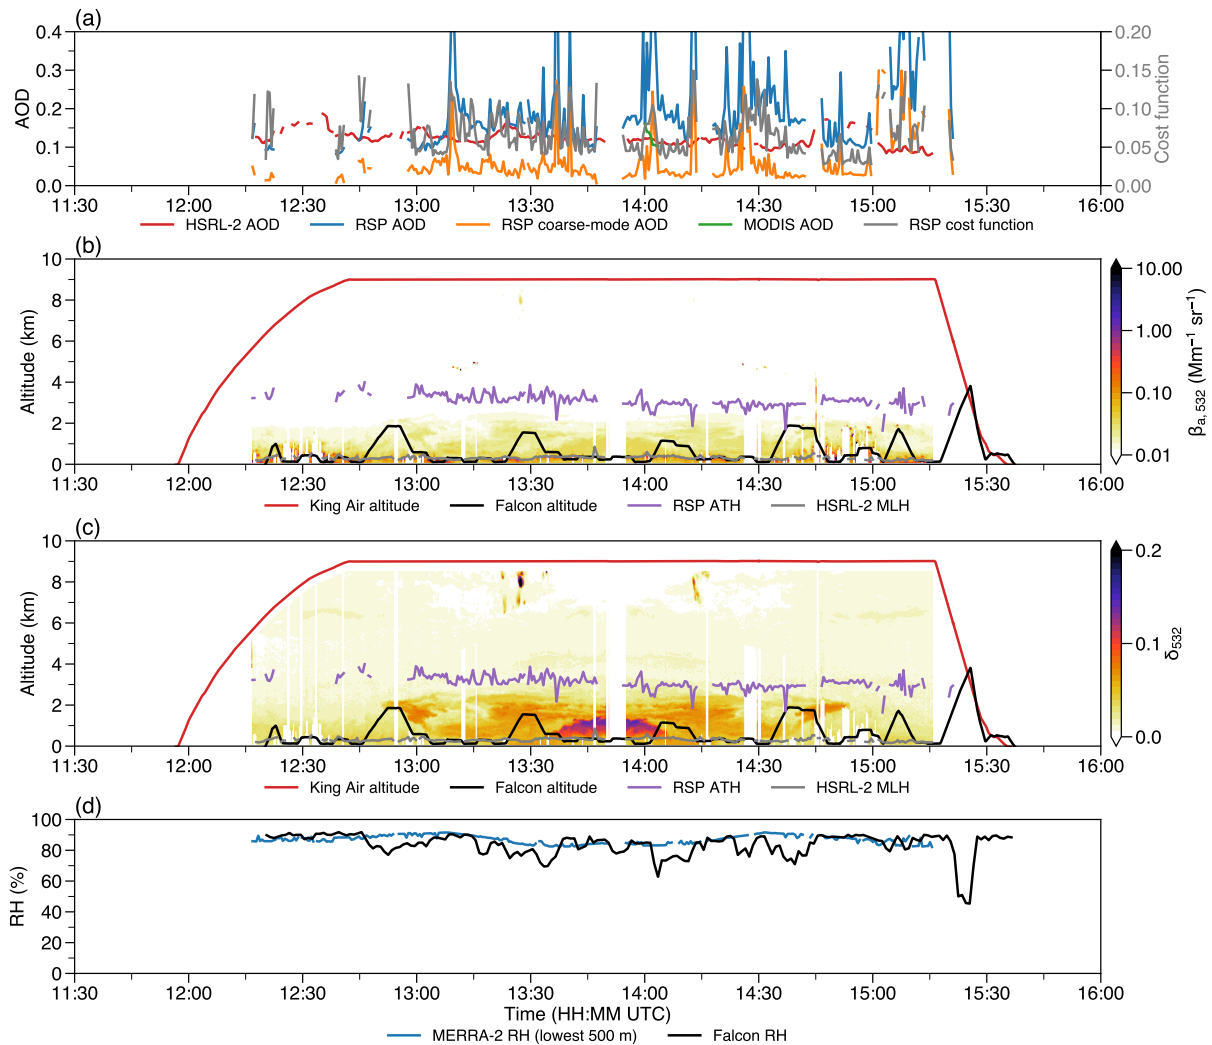 (a)
0.4
0.3
0.2
0.1
0.0
AOD
0.20
0.15
0.10
0.05
0.00
Cost function
11:30 12:00 12:30 13:00 13:30 14:00 14:30 15:00 15:30 16:00
HSRL-2 AOD RSP AOD RSP coarse-mode AOD MODIS AOD RSP cost function
(b)
10
8
6
4
2
0
Altitude (km)
10.00
1.00
0.10
0.01
βa, 532 (Mm−1 sr−1)
11:30 12:00 12:30 13:00 13:30 14:00 14:30 15:00 15:30 16:00
King Air altitude Falcon altitude RSP ATH HSRL-2 MLH
(c)
10
8
6
4
2
0
Altitude (km)
0.2
0.1
0.0
δ532
11:30 12:00 12:30 13:00 13:30 14:00 14:30 15:00 15:30 16:00
King Air altitude Falcon altitude RSP ATH HSRL-2 MLH
(d)
100
80
60
40
20
0
RH (%)
11:30 12:00 12:30 13:00 13:30 14:00 14:30 15:00 15:30 16:00
Time (HH:MM UTC)
MERRA-2 RH (lowest 500 m) Falcon RH